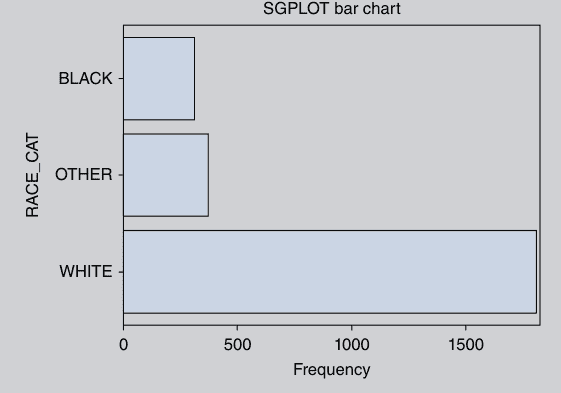 SGPLOT bar chart
RACE_CAT
BLACK
OTHER
WHITE
0 500 1000 1500
Frequency